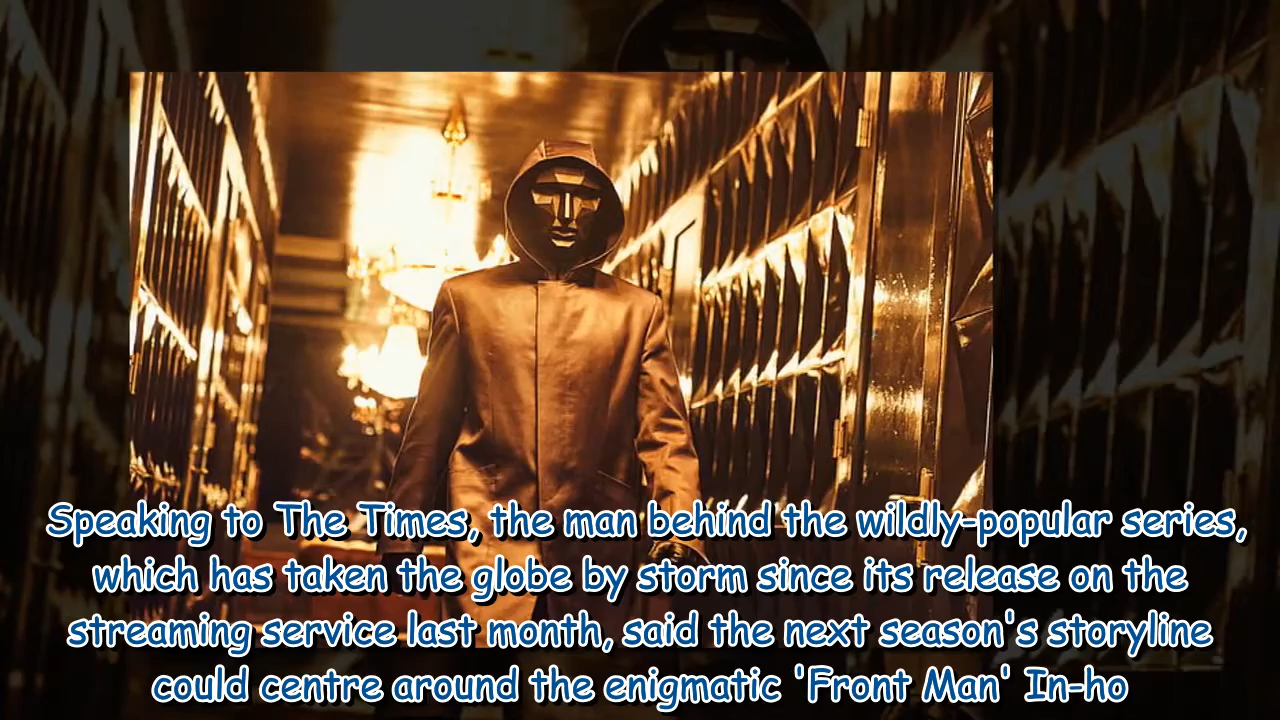 Speaking to The Times, the man behind the wildly-popular series,
which has taken the globe by storm since its release on the
streaming service last month, said the next season's storyline
could centre around the enigmatic 'Front Man' In-ho